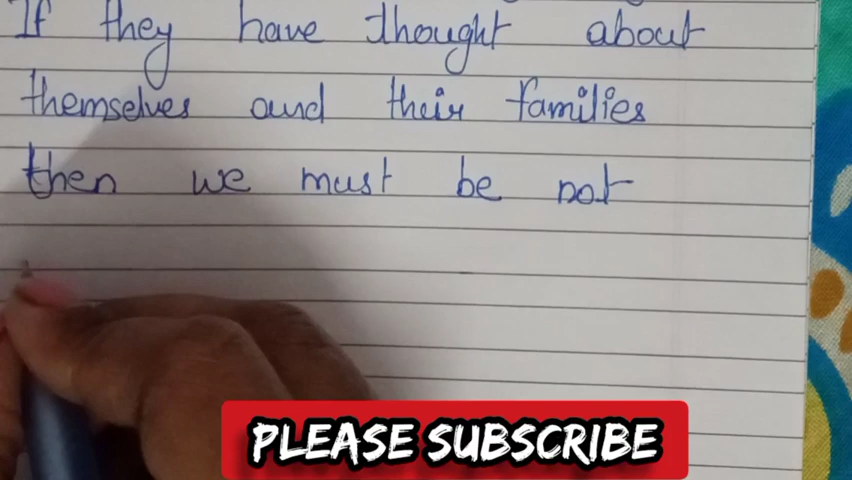 If they have thought about
themselves and their families
then we must be not
PLEASE SUBSCRIBE